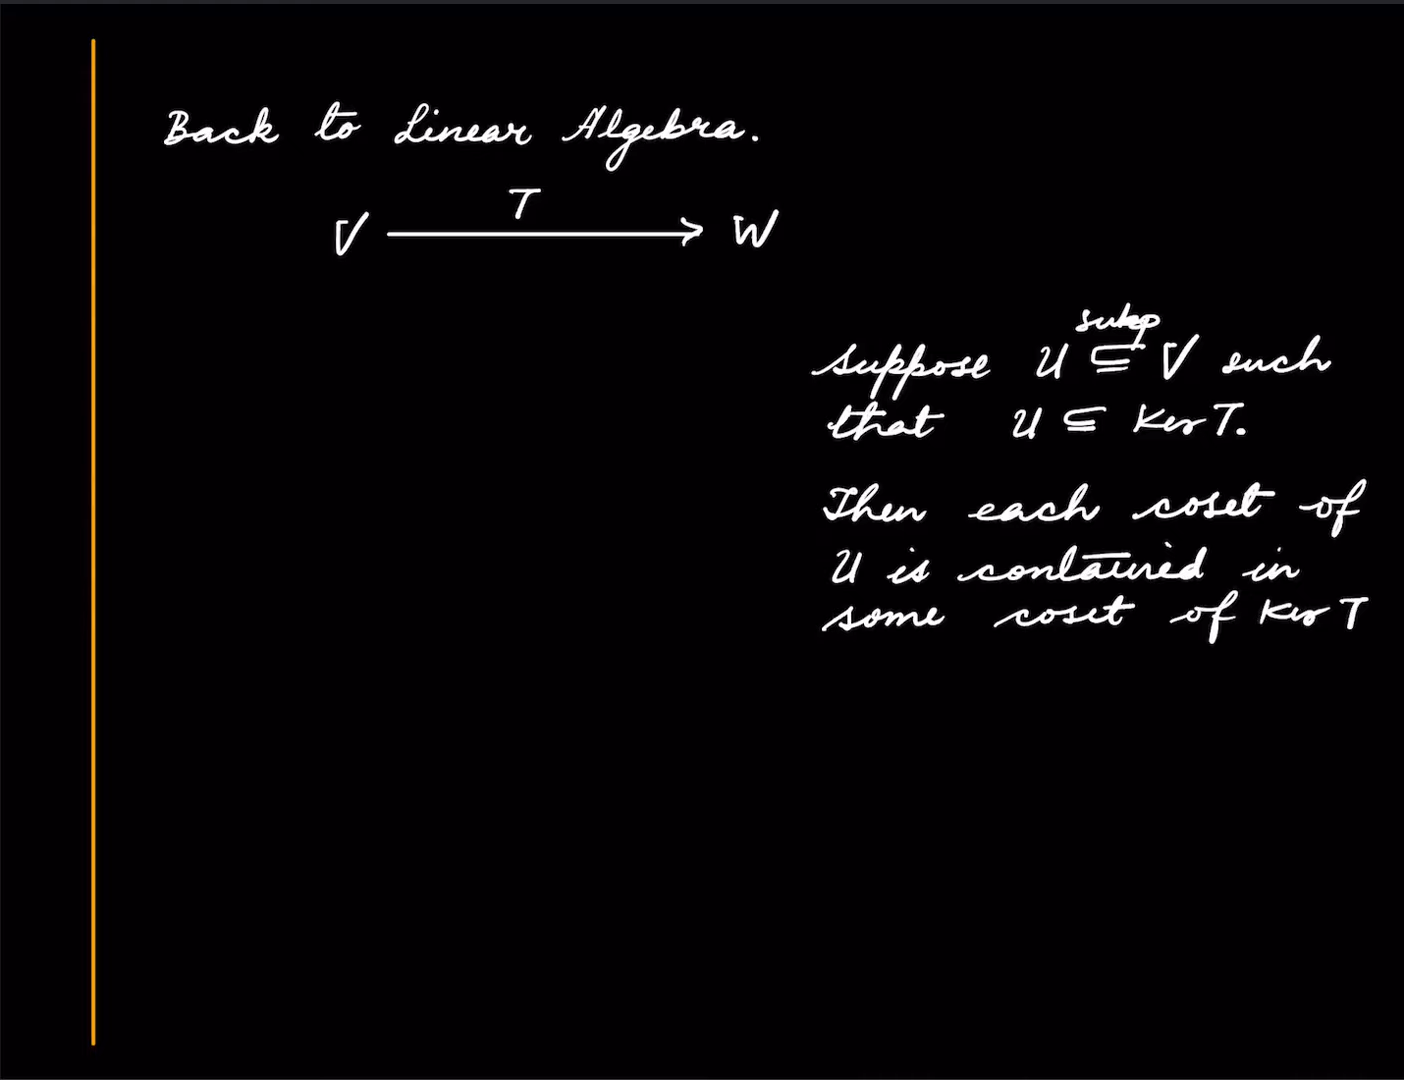 Back to Linear Algebra.
T
V ⟶ W
subsp
suppose U ⊆ V such
that U ⊆ Ker T.
Then each coset of
U is contained in
some coset of Ker T